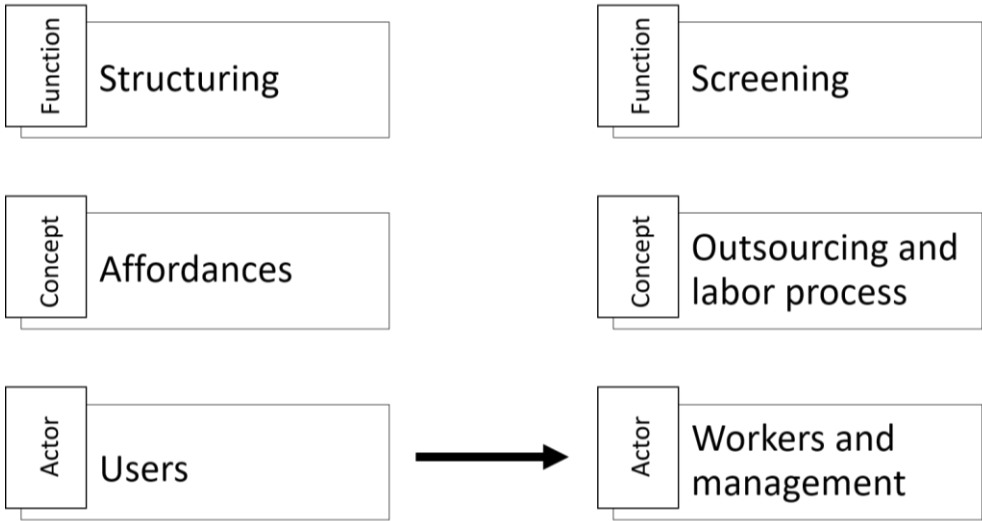 Function
Structuring
Function
Screening
Concept
Affordances
Concept
Outsourcing and
labor process
Actor
Users
Actor
Workers and
management